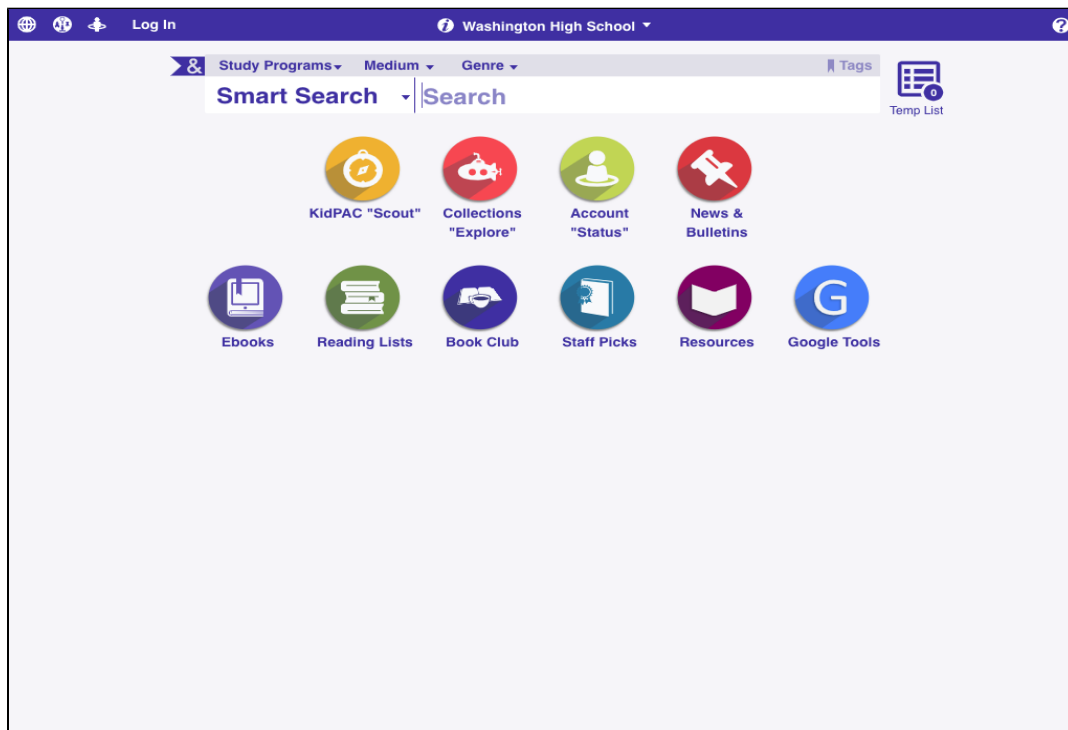 Log In
Washington High School
&
Study Programs Medium Genre Tags
Smart Search Search
0
Temp List
KidPAC "Scout" Collections "Explore" Account "Status" News & Bulletins
Ebooks Reading Lists Book Club Staff Picks Resources G Google Tools